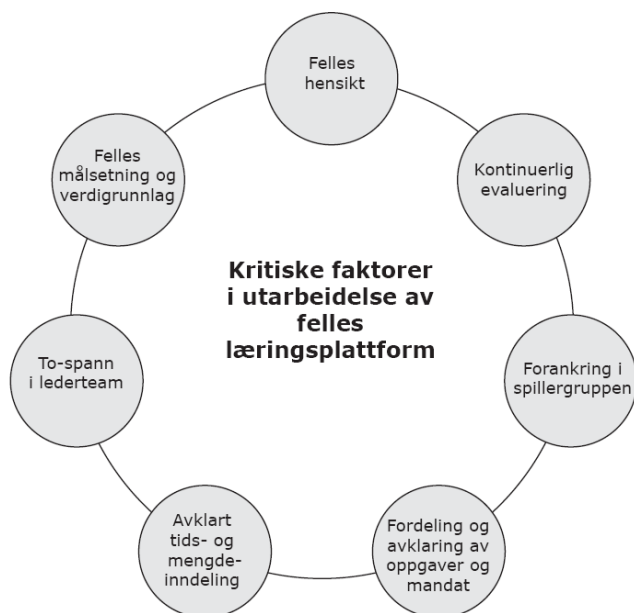 Felles
hensikt
Kontinuerlig
evaluering
Forankring i
spillergruppen
Fordeling og
avklaring av
oppgaver og
mandat
Avklart
tids- og
mengde-
inndeling
To-spann
i lederteam
Felles
målsetning og
verdigrunnlag
Kritiske faktorer
i utarbeidelse av
felles
læringsplattform